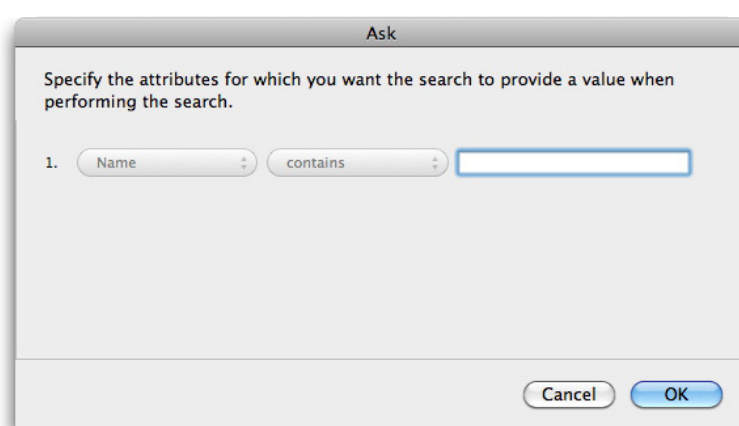 Ask
Specify the attributes for which you want the search to provide a value when
performing the search.
1. Name contains
Cancel OK